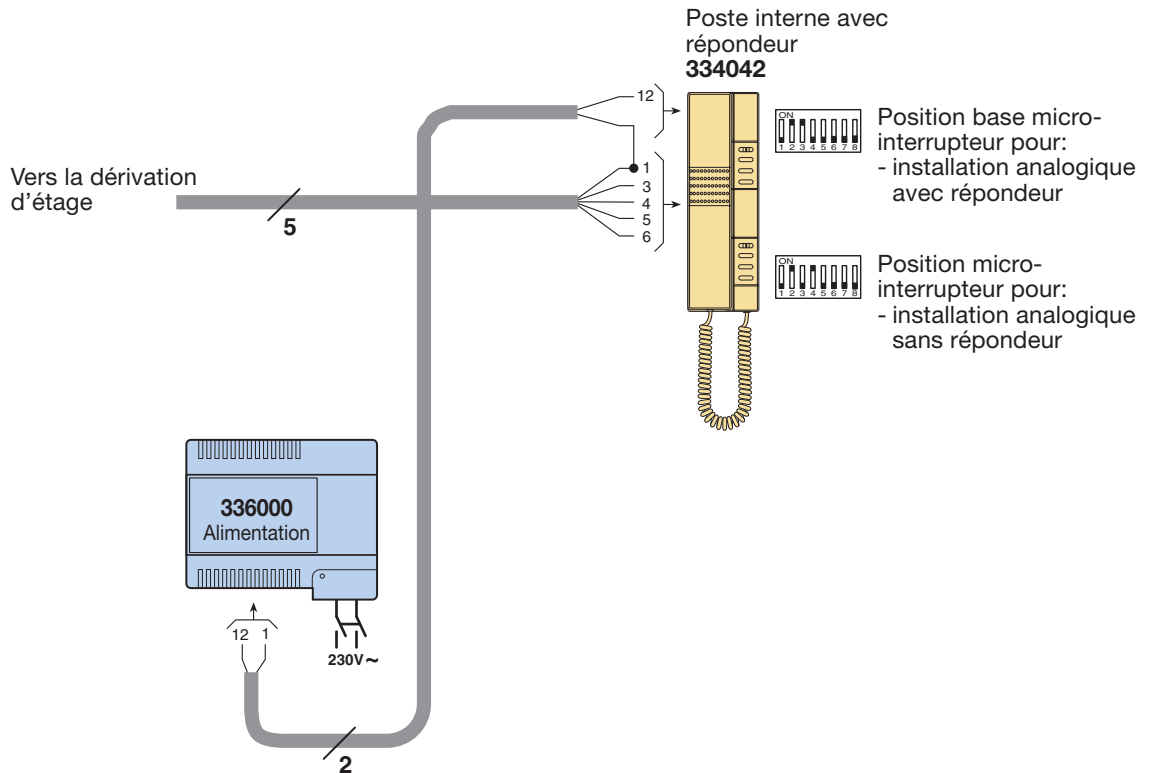 Poste interne avec
répondeur
334042
12
1
3
4
5
6
ON
1 2 3 4 5 6 7 8
Position base micro-
interrupteur pour:
- installation analogique
avec répondeur
Vers la dérivation
d'étage
5
ON
1 2 3 4 5 6 7 8
Position micro-
interrupteur pour:
- installation analogique
sans répondeur
336000
Alimentation
12 1
230V~
2